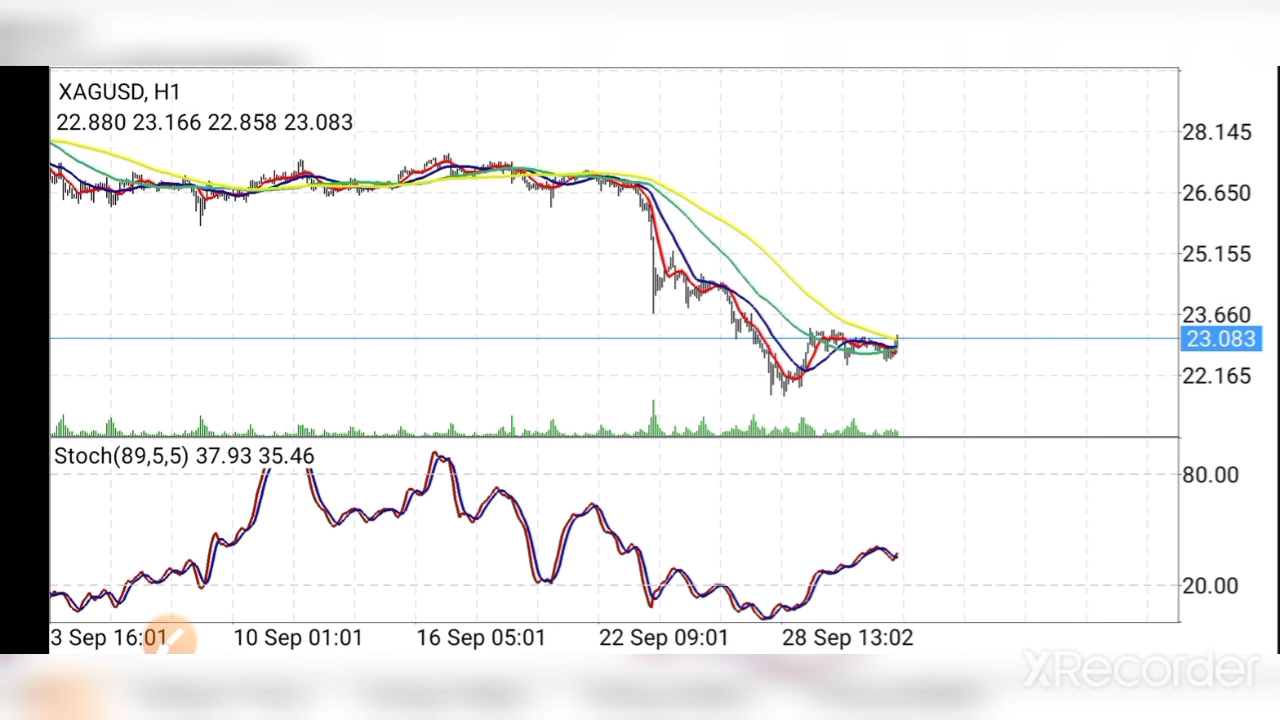 XAGUSD, H1
22.880 23.166 22.858 23.083
28.145
26.650
25.155
23.660
23.083
22.165
Stoch(89,5,5) 37.93 35.46
80.00
20.00
3 Sep 16:01 10 Sep 01:01 16 Sep 05:01 22 Sep 09:01 28 Sep 13:02
XRecorder